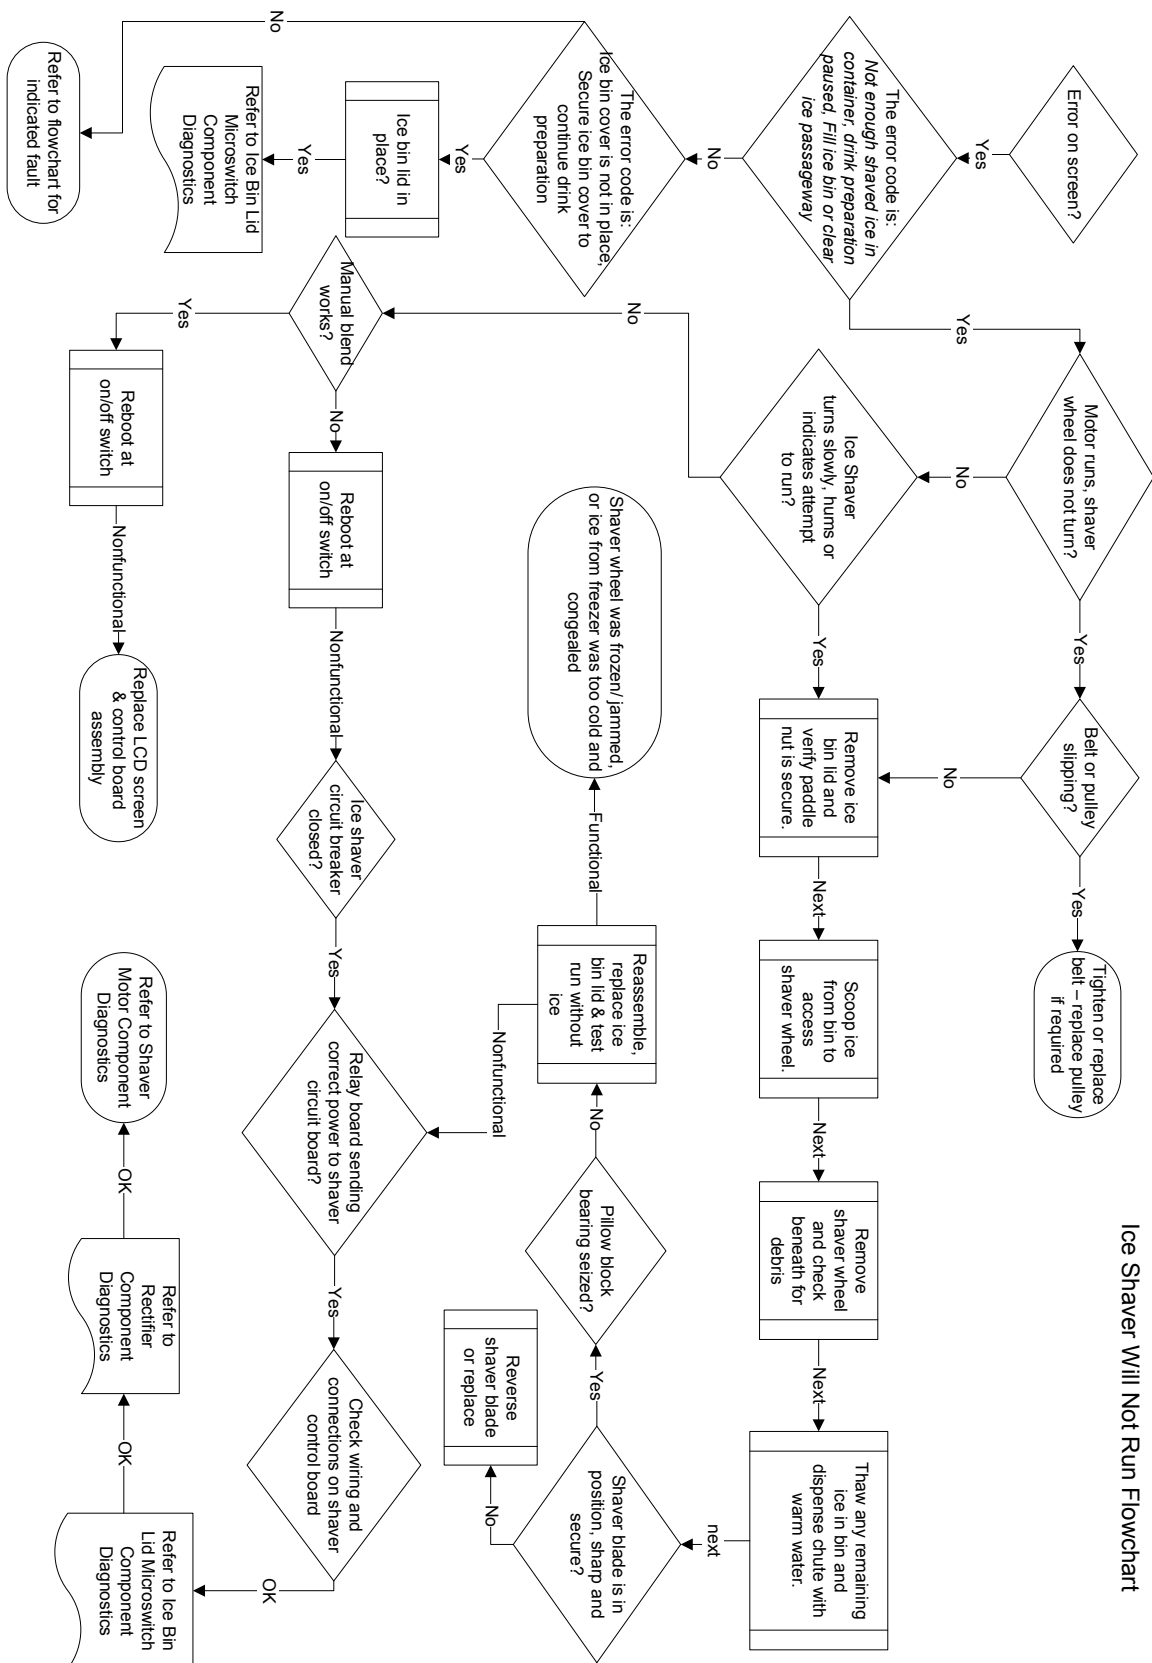 Ice Shaver Will Not Run Flowchart
Error on screen?
Yes
The error code is:
Not enough shaved ice in
container, drink preparation
paused, Fill ice bin or clear
ice passageway
No
Yes
The error code is:
Ice bin cover is not in place,
Secure ice bin cover to
continue drink
preparation
No
Yes
Ice bin lid in
place?
Yes
Refer to Ice Bin Lid
Microswitch
Component
Diagnostics
Refer to flowchart for
indicated fault
Motor runs, shaver
wheel does not turn?
No
Yes
Belt or pulley
slipping?
No
Yes
Tighten or replace
belt – replace pulley
if required
Ice Shaver
turns slowly, hums or
indicates attempt
to run?
No
Yes
Remove ice
bin lid and
verify paddle
nut is secure.
Next
Scoop ice
from bin to
access
shaver wheel.
Next
Remove
shaver wheel
and check
beneath for
debris
Next
Thaw any remaining
ice in bin and
dispense chute with
warm water.
next
Shaver blade is in
position, sharp and
secure?
No
Reverse
shaver blade
or replace
Yes
Pillow block
bearing seized?
No
Reassemble,
replace ice
bin lid & test
run without
ice
Functional
Shaver wheel was frozen/ jammed,
or ice from freezer was too cold and
congealed
Nonfunctional
Manual blend
works?
No
Reboot at
on/off switch
Nonfunctional
Ice shaver
circuit breaker
closed?
Yes
Relay board sending
correct power to shaver
circuit board?
Yes
Check wiring and
connections on shaver
control board
OK
Refer to Ice Bin
Lid Microswitch
Component
Diagnostics
OK
Refer to
Rectifier
Component
Diagnostics
OK
Refer to Shaver
Motor Component
Diagnostics
Yes
Reboot at
on/off switch
Nonfunctional
Replace LCD screen
& control board
assembly